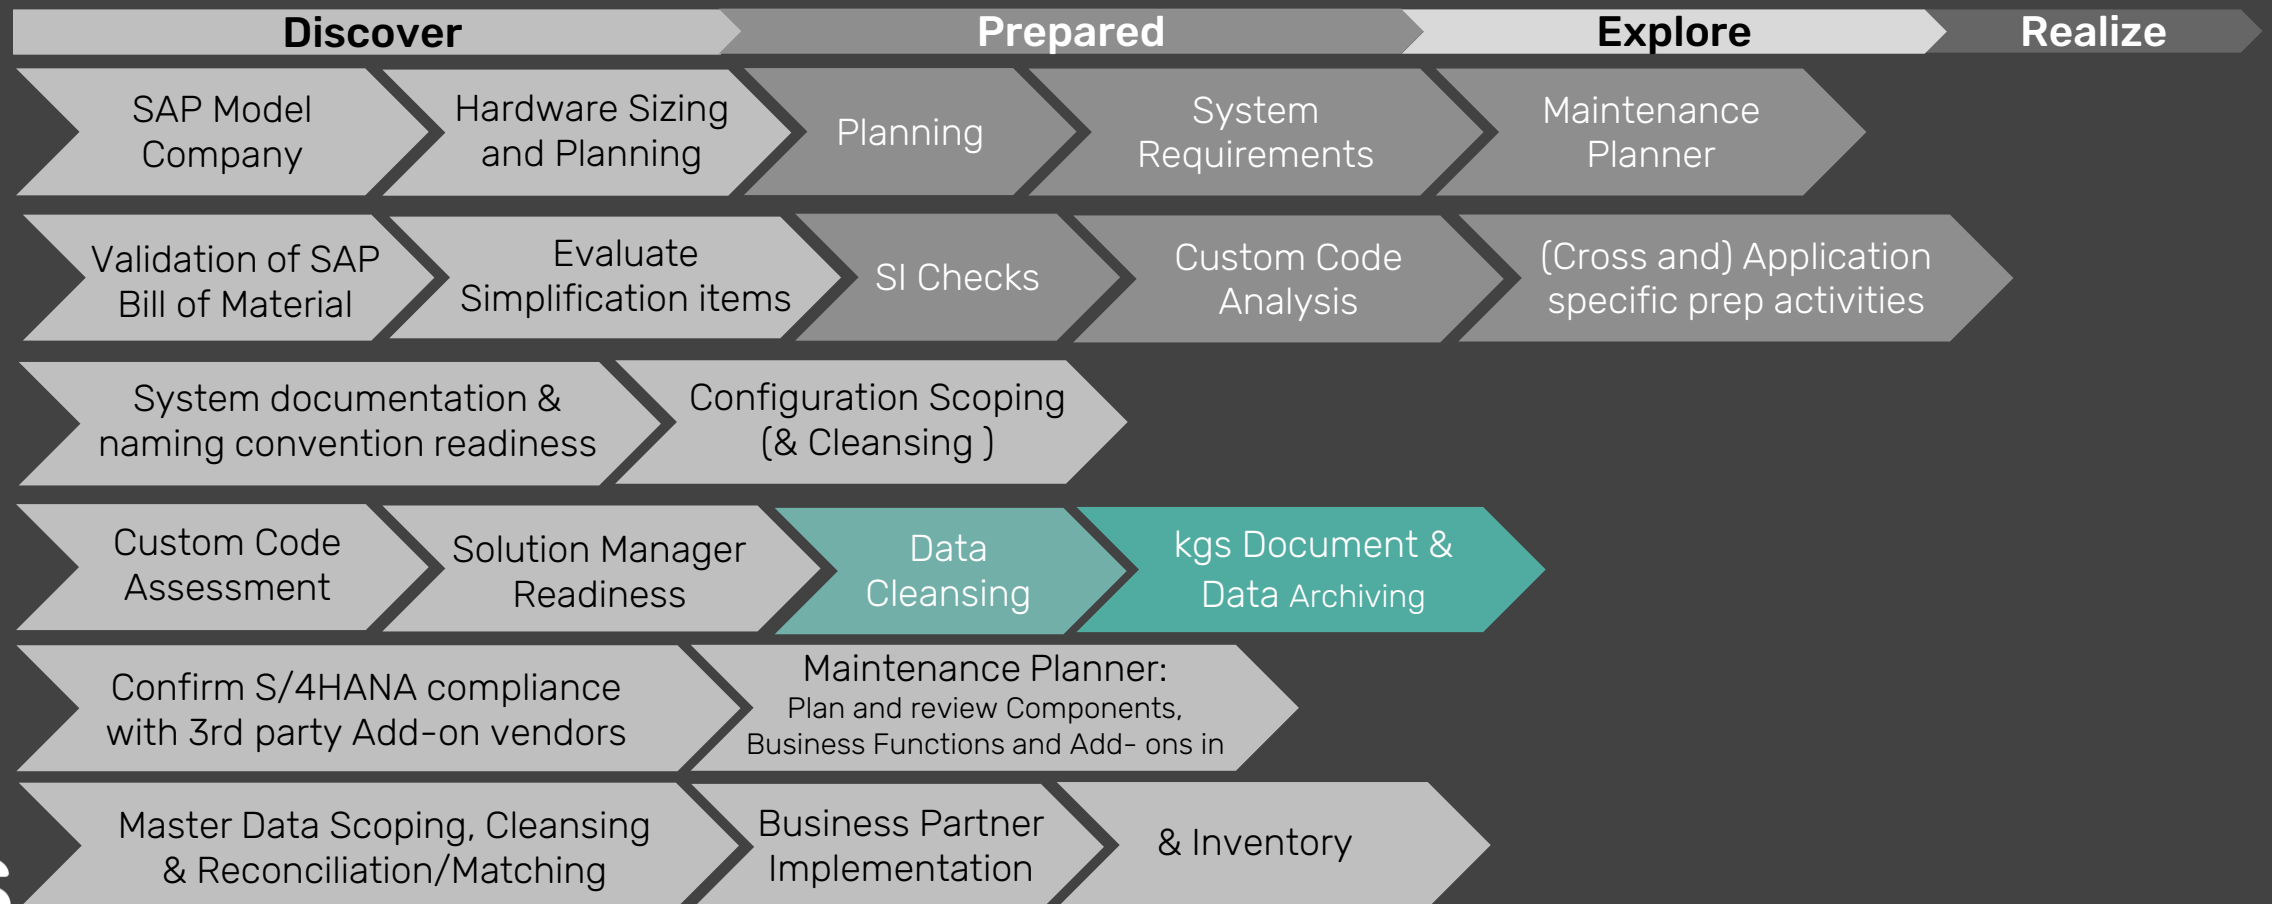 Discover
Prepared
Explore
Realize
SAP Model
Company
Hardware Sizing
and Planning
Planning
System
Requirements
Maintenance
Planner
Validation of SAP
Bill of Material
Evaluate
Simplification items
SI Checks
Custom Code
Analysis
(Cross and) Application
specific prep activities
System documentation &
naming convention readiness
Configuration Scoping
(& Cleansing )
Custom Code
Assessment
Solution Manager
Readiness
Data
Cleansing
kgs Document &
Data Archiving
Confirm S/4HANA compliance
with 3rd party Add-on vendors
Maintenance Planner:
Plan and review Components,
Business Functions and Add- ons in
Master Data Scoping, Cleansing
& Reconciliation/Matching
Business Partner
Implementation
& Inventory